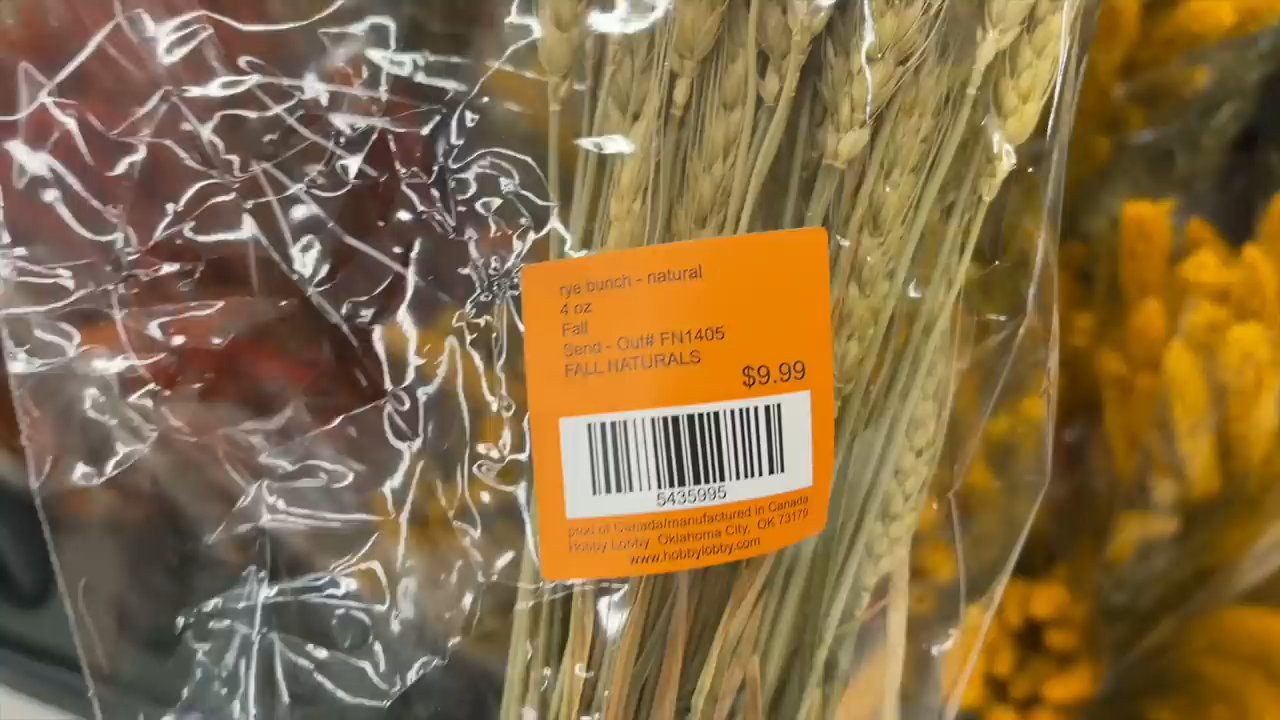 rye bunch - natural
4 oz
Fall
Send - Out# FN1405
FALL NATURALS
$9.99
5435995
prod of Canada/manufactured in Canada
Hobby Lobby Oklahoma City, OK 73179
www.hobbylobby.com